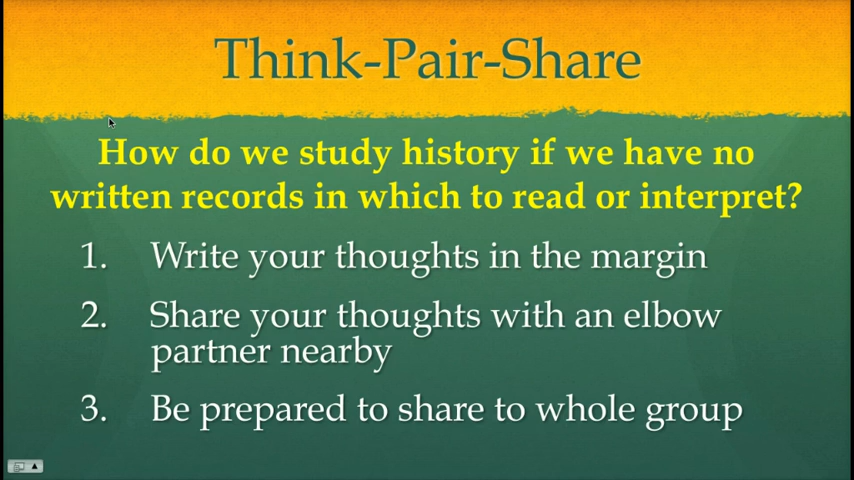 Think-Pair-Share
How do we study history if we have no
written records in which to read or interpret?
1. Write your thoughts in the margin
2. Share your thoughts with an elbow
partner nearby
3. Be prepared to share to whole group